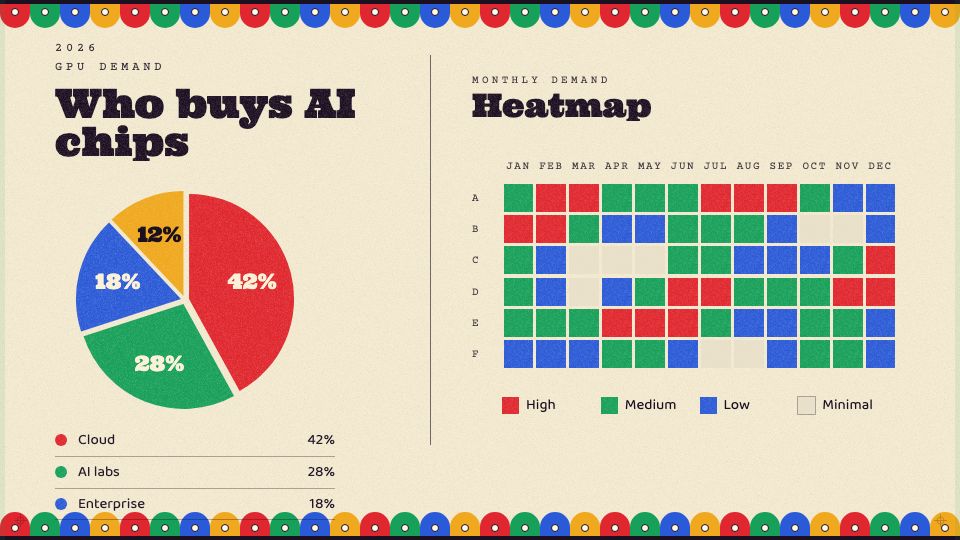 2026
GPU DEMAND
Who buys AI
chips
12%
18%
42%
28%
Cloud 42%
AI labs 28%
Enterprise 18%
MONTHLY DEMAND
Heatmap
JAN FEB MAR APR MAY JUN JUL AUG SEP OCT NOV DEC
A
B
C
D
E
F
High Medium Low Minimal